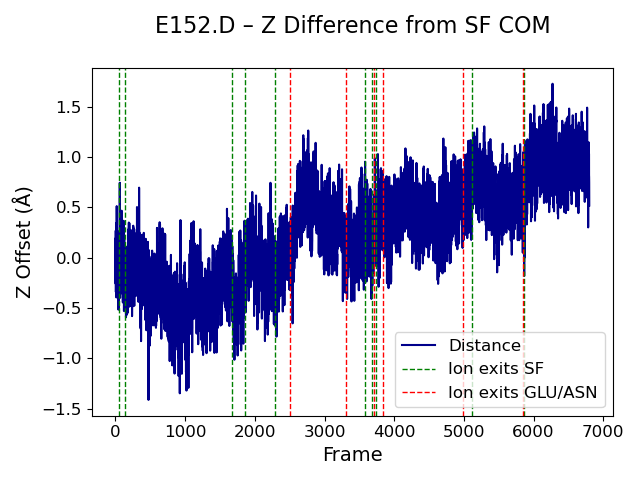 E152.D – Z Difference from SF COM
Z Offset (Å)
1.5
1.0
0.5
0.0
−0.5
−1.0
−1.5
0 1000 2000 3000 4000 5000 6000 7000
Frame
Distance
Ion exits SF
Ion exits GLU/ASN